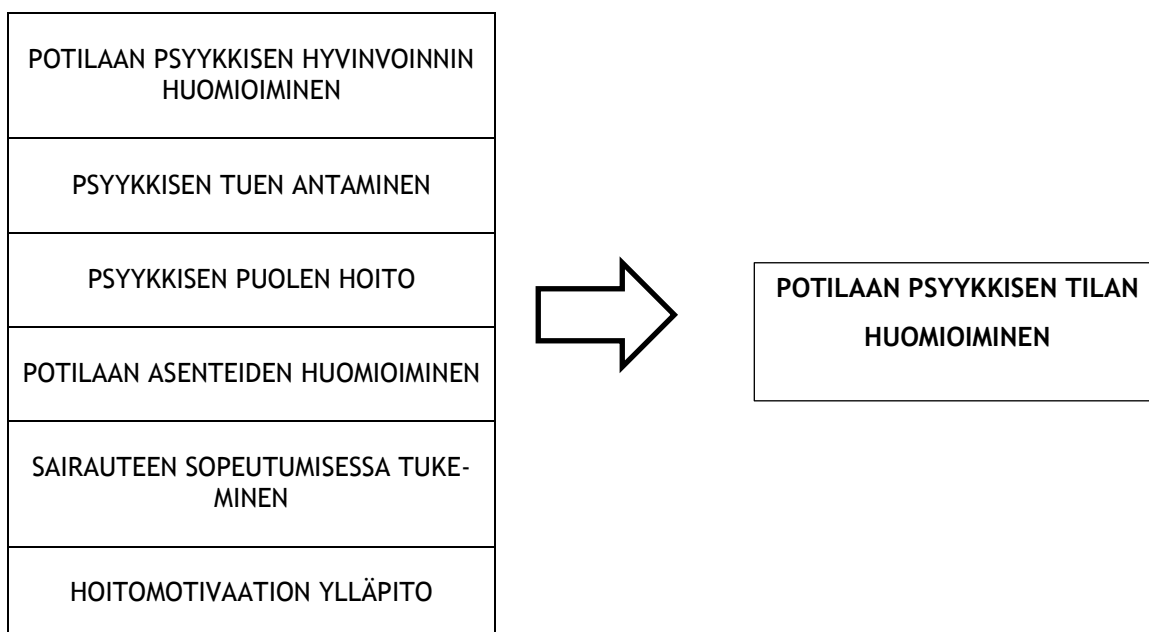 POTILAAN PSYYKKISEN HYVINVOINNIN
HUOMIOIMINEN
PSYYKKISEN TUEN ANTAMINEN
PSYYKKISEN PUOLEN HOITO
POTILAAN ASENTEIDEN HUOMIOIMINEN
SAIRAUTEEN SOPEUTUMISESSA TUKE-
MINEN
HOITOMOTIVAATION YLLÄPITO
POTILAAN PSYYKKISEN TILAN
HUOMIOIMINEN